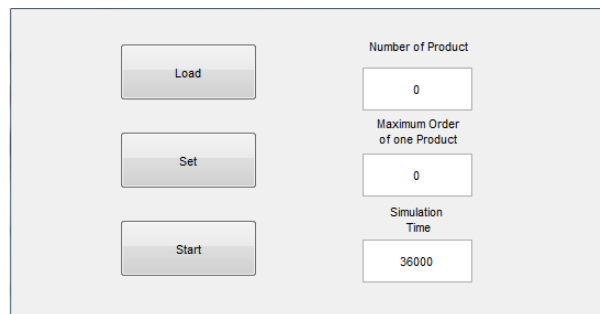 Load
Set
Start
Number of Product
0
Maximum Order
of one Product
0
Simulation
Time
36000